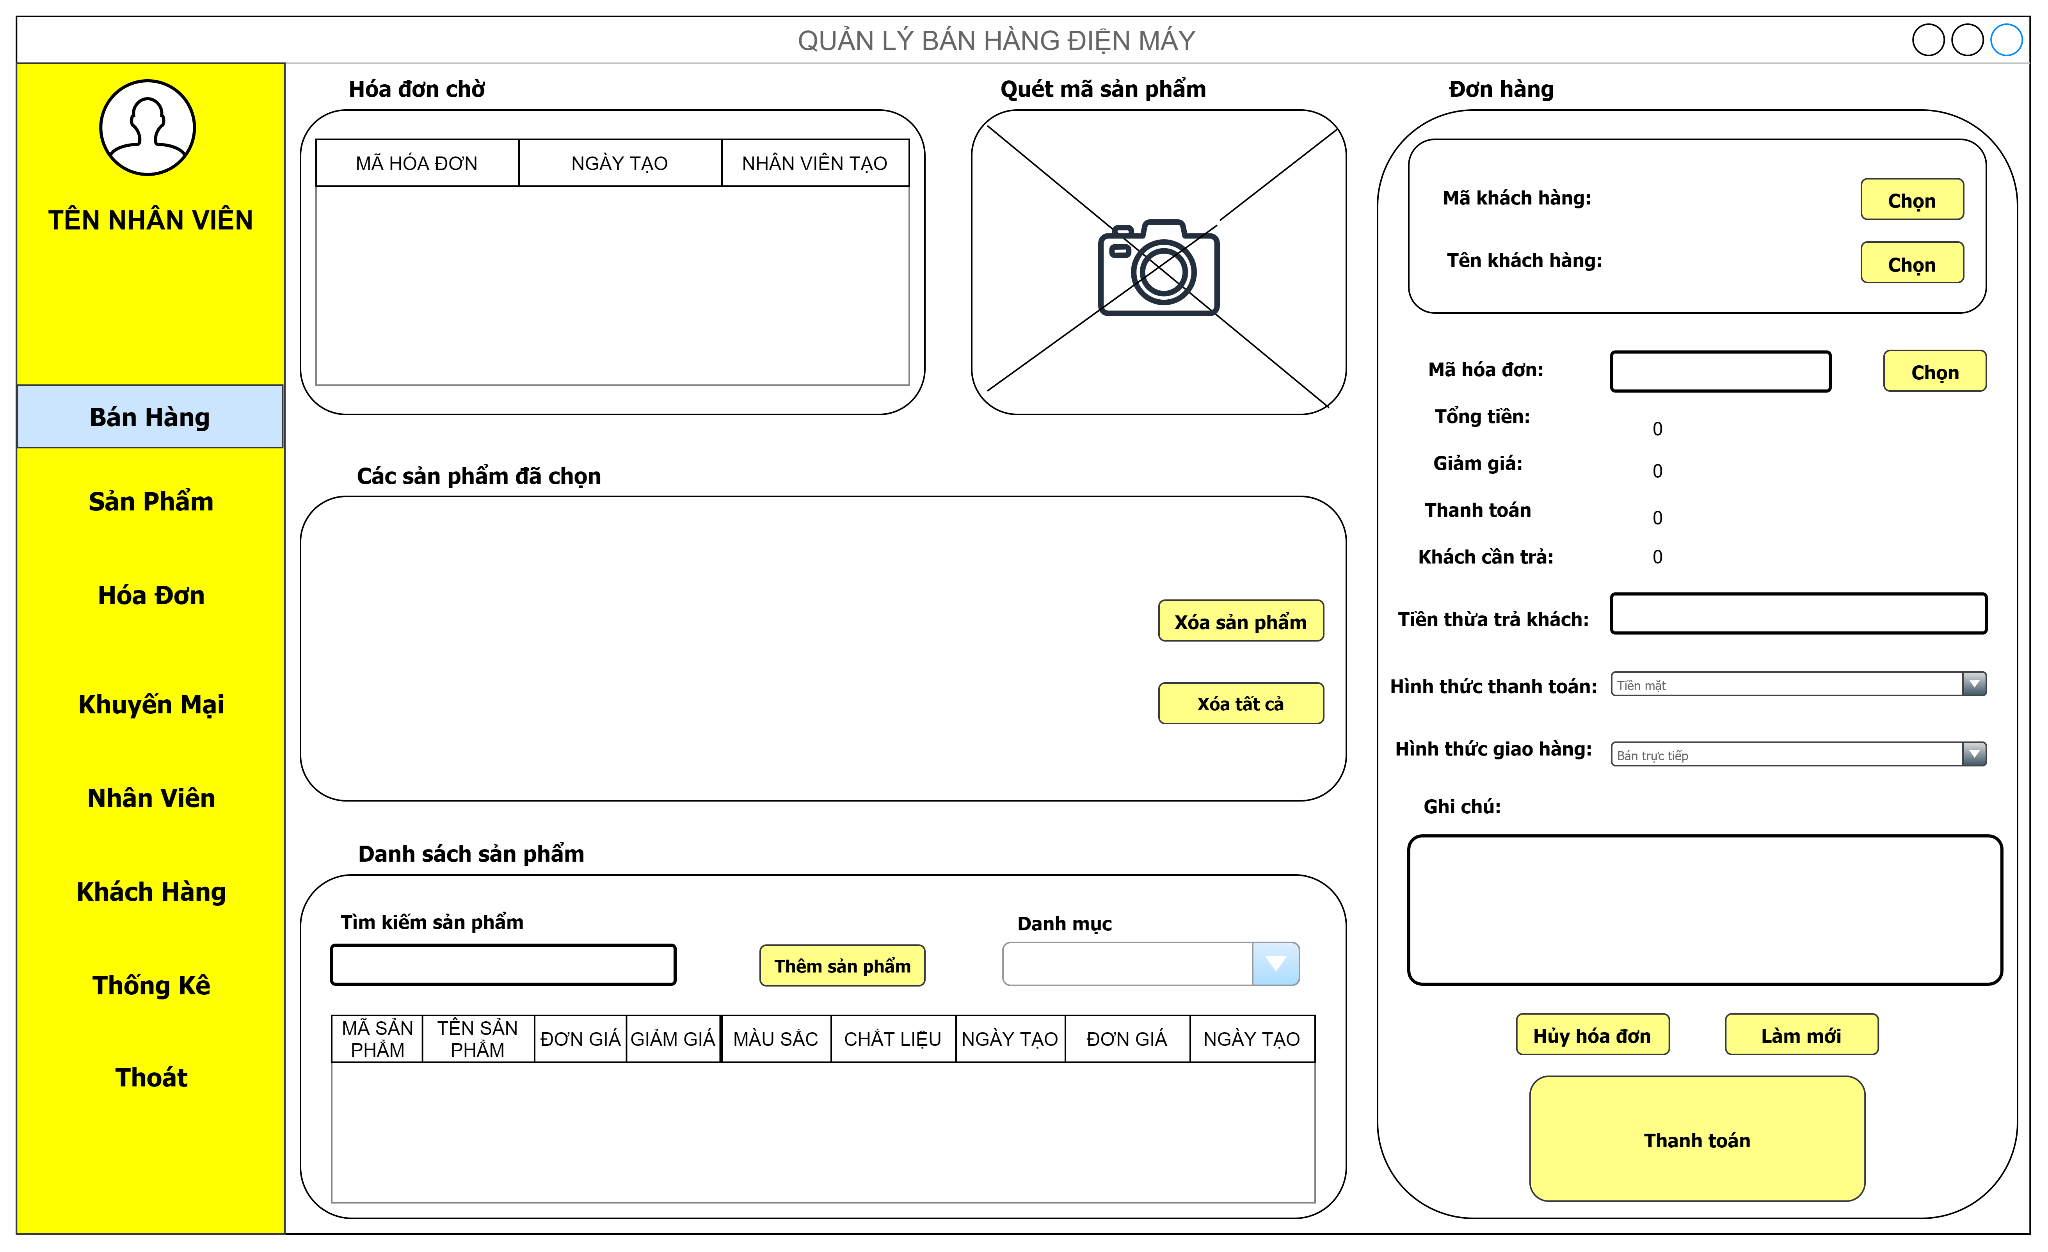 QUẢN LÝ BÁN HÀNG ĐIỆN MÁY
TÊN NHÂN VIÊN
Bán Hàng
Sản Phẩm
Hóa Đơn
Khuyến Mại
Nhân Viên
Khách Hàng
Thống Kê
Thoát
Hóa đơn chờ
MÃ HÓA ĐƠN
NGÀY TẠO
NHÂN VIÊN TẠO
Quét mã sản phẩm
Các sản phẩm đã chọn
Xóa sản phẩm
Xóa tất cả
Danh sách sản phẩm
Tìm kiếm sản phẩm
Thêm sản phẩm
Danh mục
MÃ SẢN
PHẨM
TÊN SẢN
PHẨM
ĐƠN GIÁ
GIẢM GIÁ
MÀU SẮC
CHẤT LIỆU
NGÀY TẠO
ĐƠN GIÁ
NGÀY TẠO
Đơn hàng
Mã khách hàng:
Chọn
Tên khách hàng:
Chọn
Mã hóa đơn:
Chọn
Tổng tiền:
0
Giảm giá:
0
Thanh toán
0
Khách cần trả:
0
Tiền thừa trả khách:
Hình thức thanh toán:
Tiền mặt
Hình thức giao hàng:
Bán trực tiếp
Ghi chú:
Hủy hóa đơn
Làm mới
Thanh toán